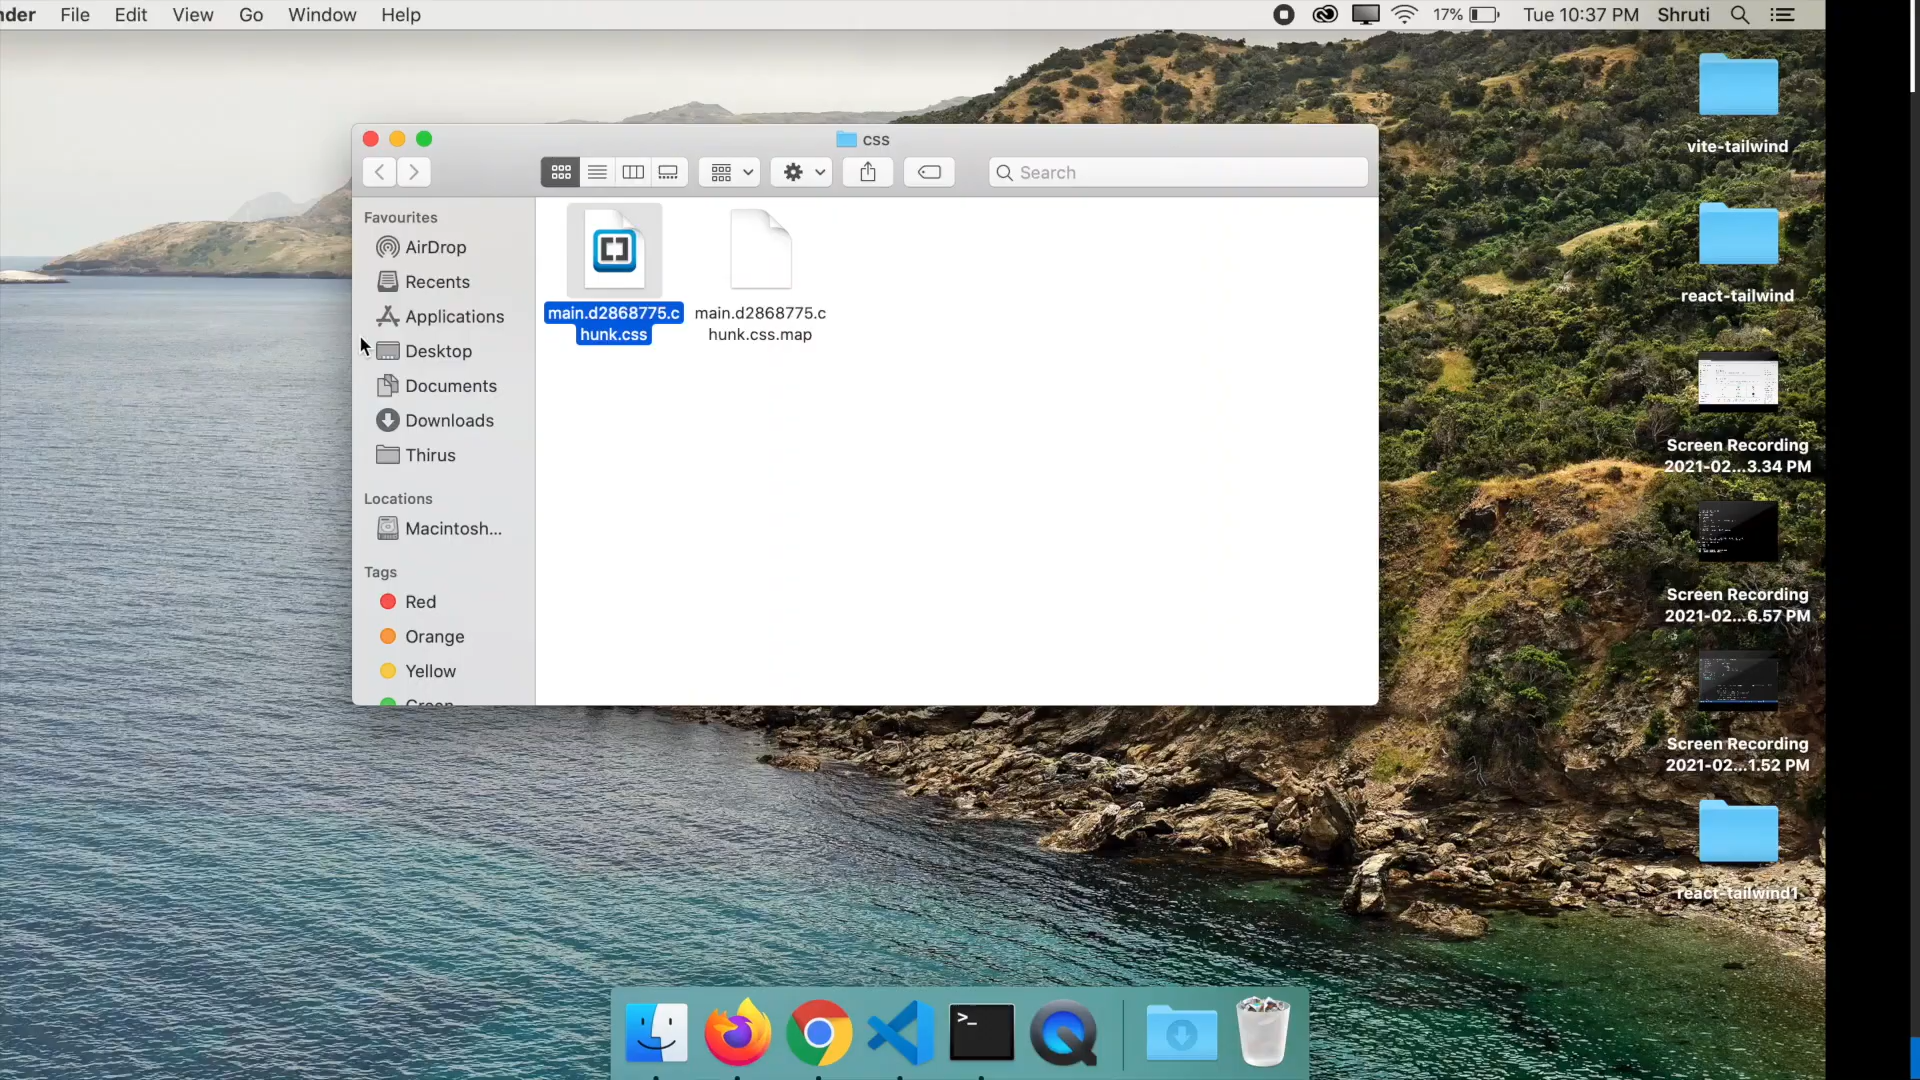 nder File Edit View Go Window Help 17% Tue 10:37 PM Shruti
css
Search
Favourites
AirDrop
Recents
Applications
Desktop
Documents
Downloads
Thirus
Locations
Macintosh...
Tags
Red
Orange
Yellow
Green
main.d2868775.c
hunk.css
main.d2868775.c
hunk.css.map
vite-tailwind
react-tailwind
Screen Recording
2021-02...3.34 PM
Screen Recording
2021-02...6.57 PM
Screen Recording
2021-02...1.52 PM
react-tailwind1